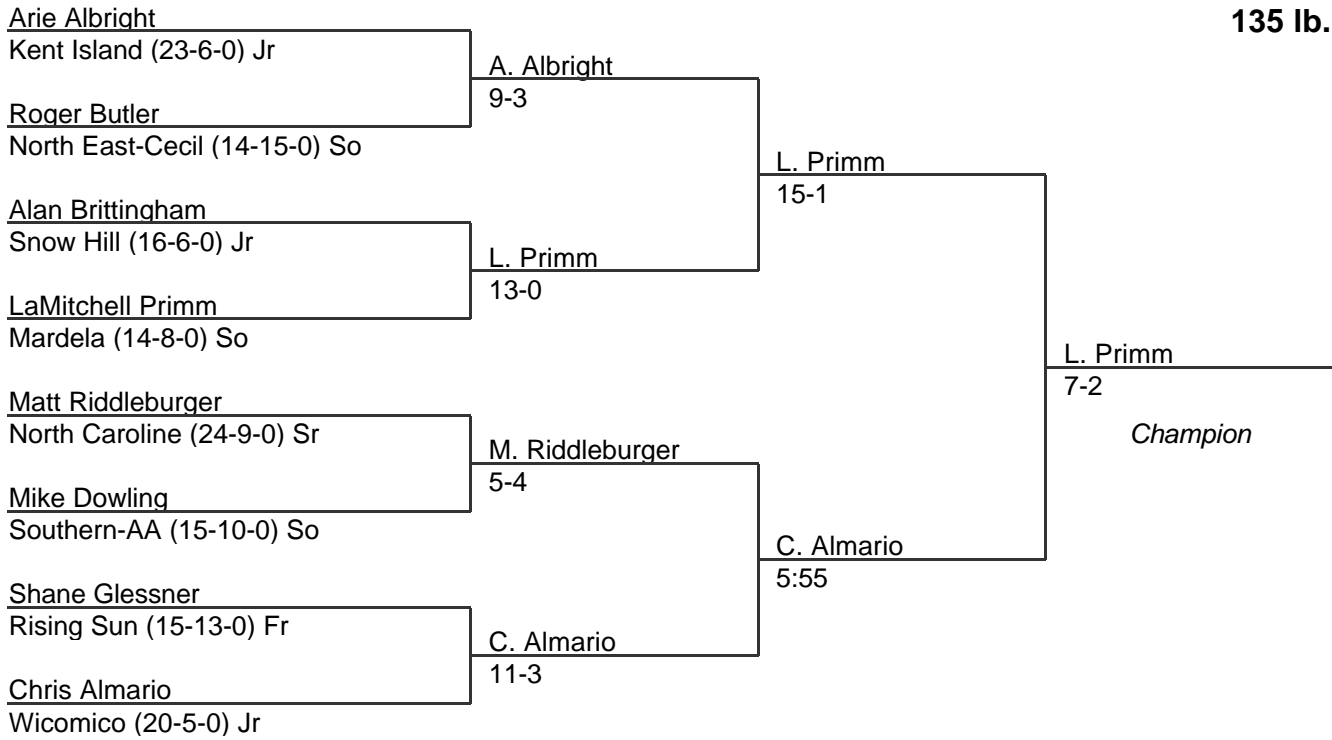 Arie Albright
135 lb.
Kent Island (23-6-0) Jr
A. Albright
9-3
Roger Butler
North East-Cecil (14-15-0) So
L. Primm
15-1
Alan Brittingham
Snow Hill (16-6-0) Jr
L. Primm
13-0
LaMitchell Primm
Mardela (14-8-0) So
L. Primm
7-2
Champion
Matt Riddleburger
North Caroline (24-9-0) Sr
M. Riddleburger
5-4
Mike Dowling
Southern-AA (15-10-0) So
C. Almario
5:55
Shane Glessner
Rising Sun (15-13-0) Fr
C. Almario
11-3
Chris Almario
Wicomico (20-5-0) Jr